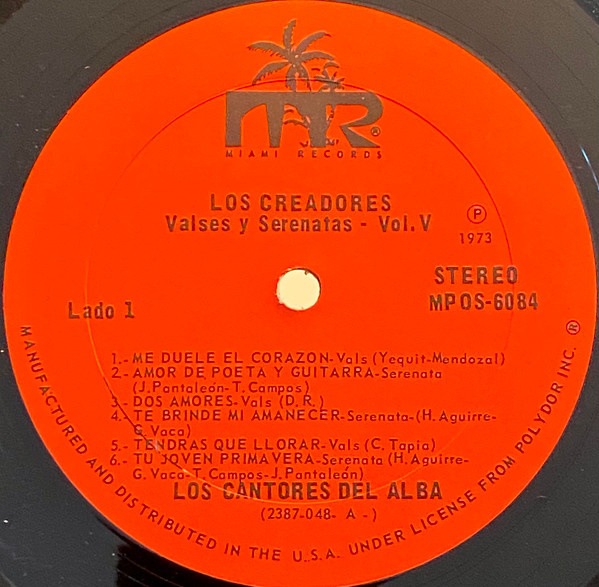 MR®
MIAMI RECORDS
LOS CREADORES
Valses y Serenatas - Vol. V
℗
1973
STEREO
MPOS-6084
Lado 1
1.- ME DUELE EL CORAZON-Vals (Yequit-Mendozal)
2.- AMOR DE POETA Y GUITARRA-Serenata
(J. Pantaleón-T. Campos)
3.- DOS AMORES-Vals (D. R.)
4.- TE BRINDE MI AMANECER-Serenata-(H. Aguirre-
G. Vaca)
5.- TENDRAS QUE LLORAR-Vals (C. Tapia)
6.- TU JOVEN PRIMAVERA-Serenata (H. Aguirre-
G. Vaca-T. Campos-J. Pantaleón)
LOS CANTORES DEL ALBA
(2387-048- A -)
MANUFACTURED AND DISTRIBUTED IN THE U.S.A. UNDER LICENSE FROM POLYDOR INC. ®